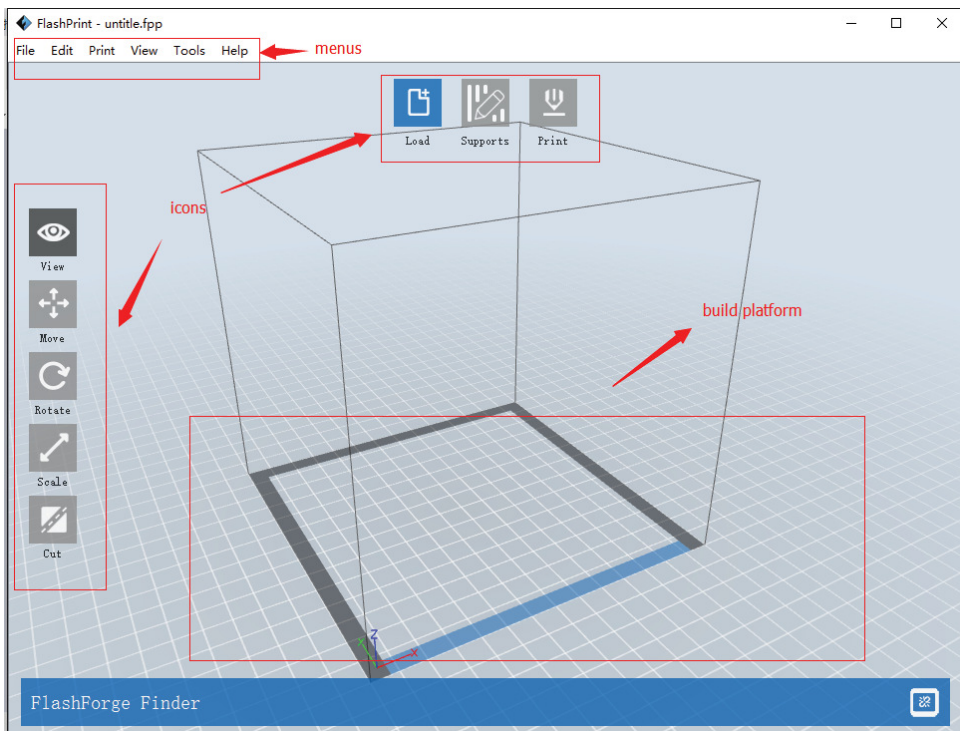 FlashPrint - untitle.fpp
File Edit Print View Tools Help
menus
Load Supports Print
icons
View
Move
build platform
Rotate
Scale
Cut
Z
X
FlashForge Finder